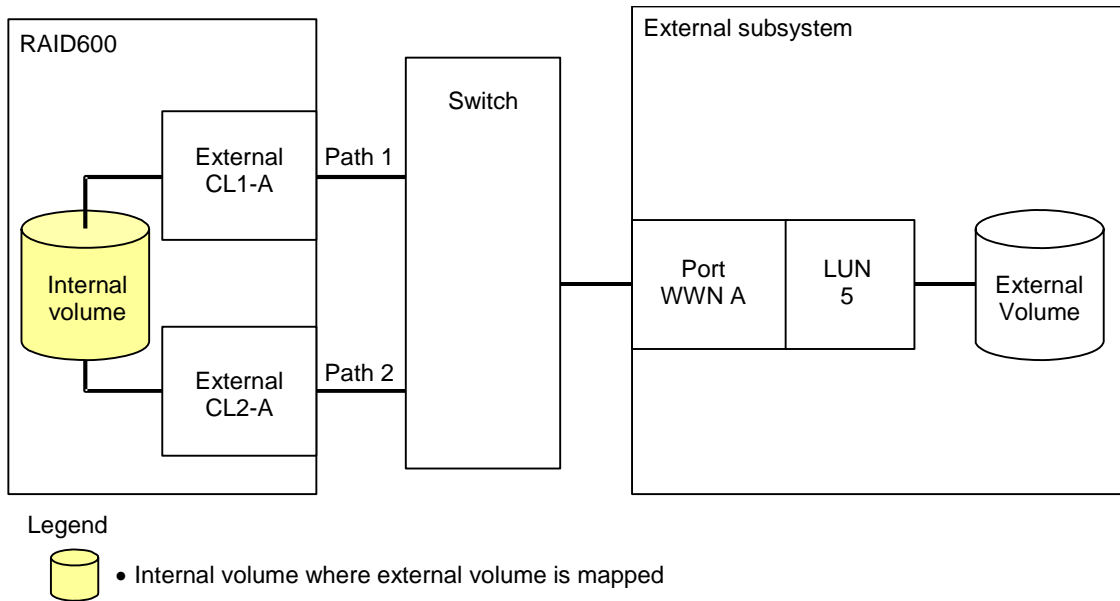 RAID600
External
CL1-A
Path 1
Internal
volume
External
CL2-A
Path 2
Switch
External subsystem
Port
WWN A
LUN
5
External
Volume
Legend
• Internal volume where external volume is mapped